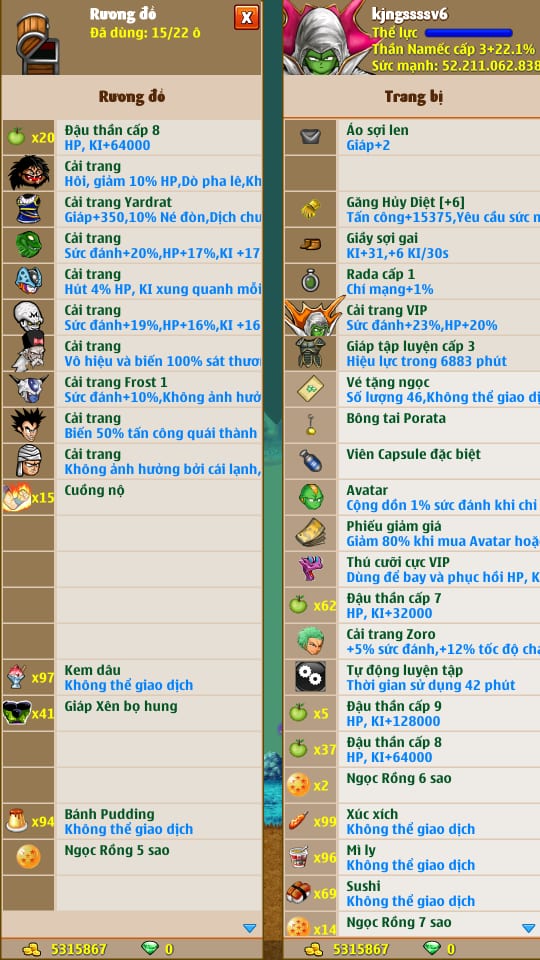 Rương đồ
Đã dùng: 15/22 ô
Rương đồ
x20
Đậu thần cấp 8
HP, KI+64000
Cải trang
Hôi, giảm 10% HP,Dò pha lê,Kh
Cải trang Yardrat
Giáp+350,10% Né đòn,Dịch chu
Cải trang
Sức đánh+20%,HP+17%,KI +17
Cải trang
Hút 4% HP, KI xung quanh mỗi
Cải trang
Sức đánh+19%,HP+16%,KI +16
Cải trang
Vô hiệu và biến 100% sát thươ
Cải trang Frost 1
Sức đánh+10%,Không ảnh hưở
Cải trang
Biến 50% tấn công quái thành
Cải trang
Không ảnh hưởng bởi cái lạnh,
x15
Cuồng nộ
x97
Kem dâu
Không thể giao dịch
x41
Giáp Xên bọ hung
x94
Bánh Pudding
Không thể giao dịch
Ngọc Rồng 5 sao
5315867
0
kjngssssv6
Thể lực
Thần Namếc cấp 3+22.1%
Sức mạnh: 52.211.062.838
Trang bị
Áo sợi len
Giáp+2
Găng Hủy Diệt [+6]
Tấn công+15375,Yêu cầu sức m
Giầy sợi gai
KI+31,+6 KI/30s
Rada cấp 1
Chí mạng+1%
Cải trang VIP
Sức đánh+23%,HP+20%
Giáp tập luyện cấp 3
Hiệu lực trong 6883 phút
Vé tặng ngọc
Số lượng 46,Không thể giao dị
Bông tai Porata
Viên Capsule đặc biệt
Avatar
Cộng dồn 1% sức đánh khi chỉ
Phiếu giảm giá
Giảm 80% khi mua Avatar hoặ
Thú cưỡi cực VIP
Dùng để bay và phục hồi HP, K
x62
Đậu thần cấp 7
HP, KI+32000
Cải trang Zoro
+5% sức đánh,+12% tốc độ chạ
Tự động luyện tập
Thời gian sử dụng 42 phút
x5
Đậu thần cấp 9
HP, KI+128000
x37
Đậu thần cấp 8
HP, KI+64000
x2
Ngọc Rồng 6 sao
x99
Xúc xích
Không thể giao dịch
x96
Mì ly
Không thể giao dịch
x69
Sushi
Không thể giao dịch
x14
Ngọc Rồng 7 sao
5315867
0